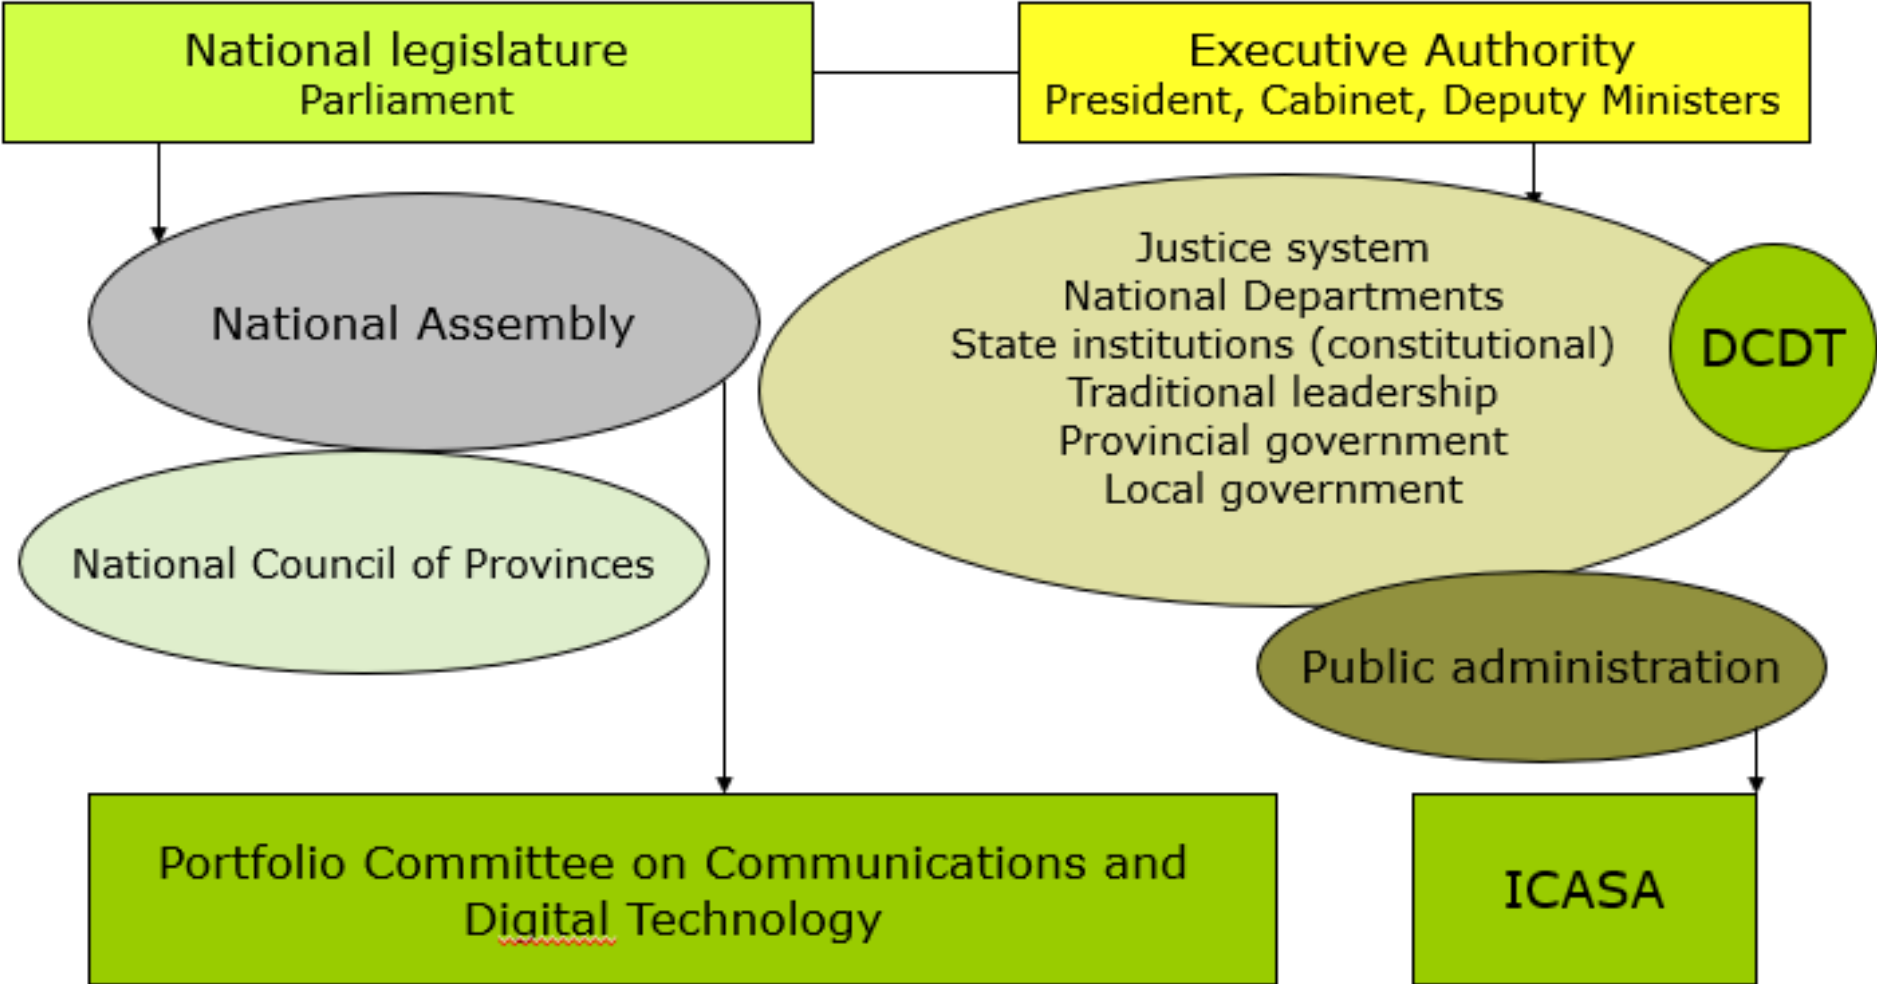 National legislature
Parliament
Executive Authority
President, Cabinet, Deputy Ministers
National Assembly
National Council of Provinces
Justice system
National Departments
State institutions (constitutional)
Traditional leadership
Provincial government
Local government
DCDT
Public administration
Portfolio Committee on Communications and
Digital Technology
ICASA